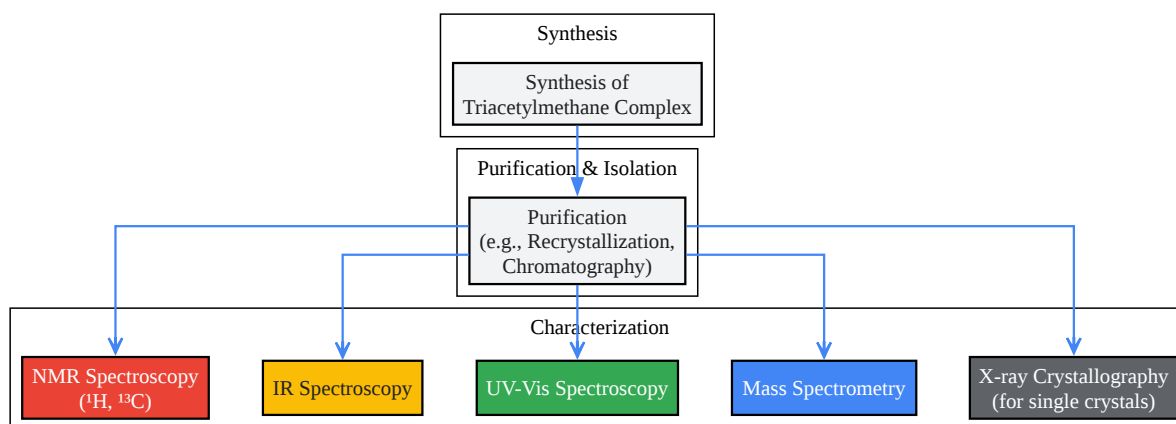 Synthesis
Synthesis of
Triacetylmethane Complex
Purification & Isolation
Purification
(e.g., Recrystallization,
Chromatography)
Characterization
NMR Spectroscopy
(¹H, ¹³C)
IR Spectroscopy
UV-Vis Spectroscopy
Mass Spectrometry
X-ray Crystallography
(for single crystals)